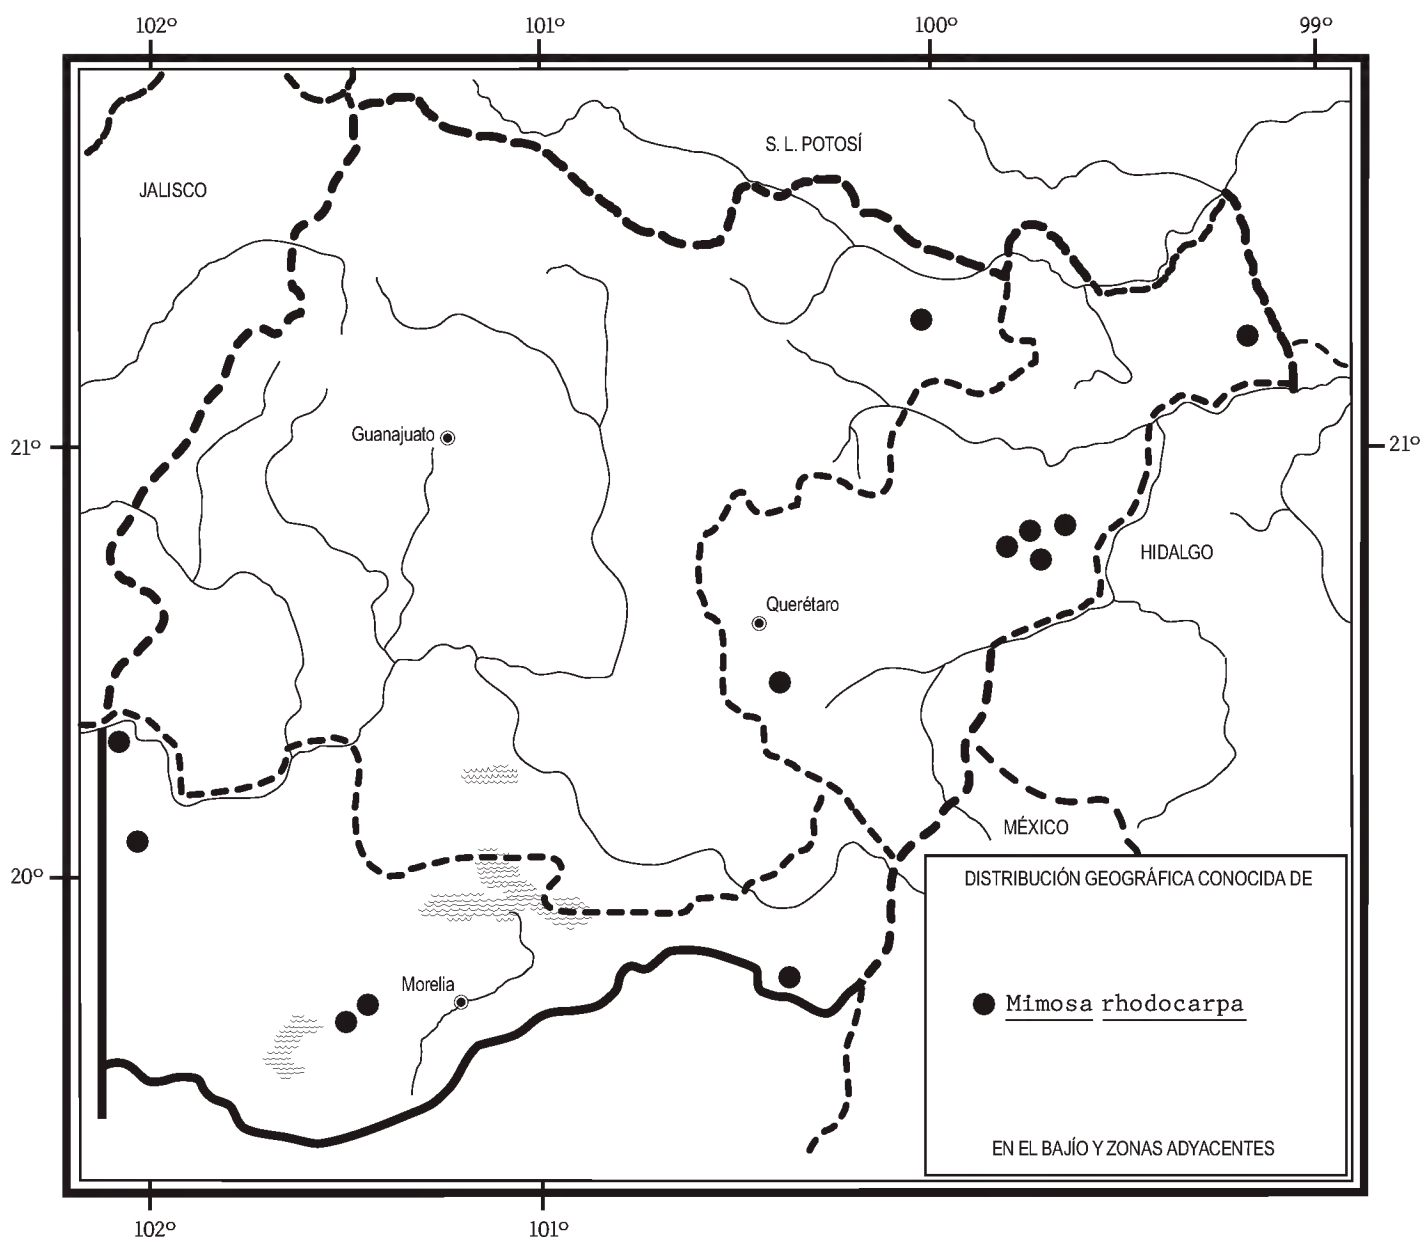 102º
101º
100º
99º
S. L. POTOSÍ
JALISCO
Guanajuato
21º
21º
HIDALGO
Querétaro
MÉXICO
20º
DISTRIBUCIÓN GEOGRÁFICA CONOCIDA DE
Morelia
Mimosa rhodocarpa
EN EL BAJÍO Y ZONAS ADYACENTES
102º
101º